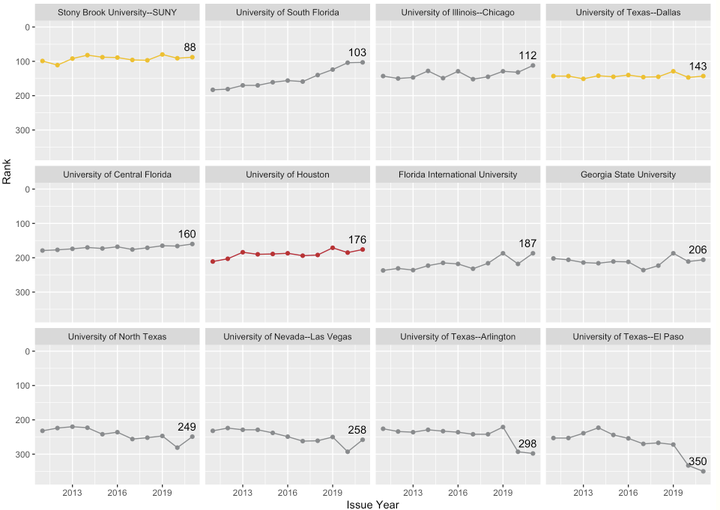 Stony Brook University--SUNY
University of South Florida
University of Illinois--Chicago
University of Texas--Dallas
0
88
103
112
143
100
200
300
University of Central Florida
University of Houston
Florida International University
Georgia State University
0
160
176
187
206
100
200
300
Rank
University of North Texas
University of Nevada--Las Vegas
University of Texas--Arlington
University of Texas--El Paso
0
100
200
249
258
298
350
300
2013 2016 2019
2013 2016 2019
2013 2016 2019
2013 2016 2019
Issue Year